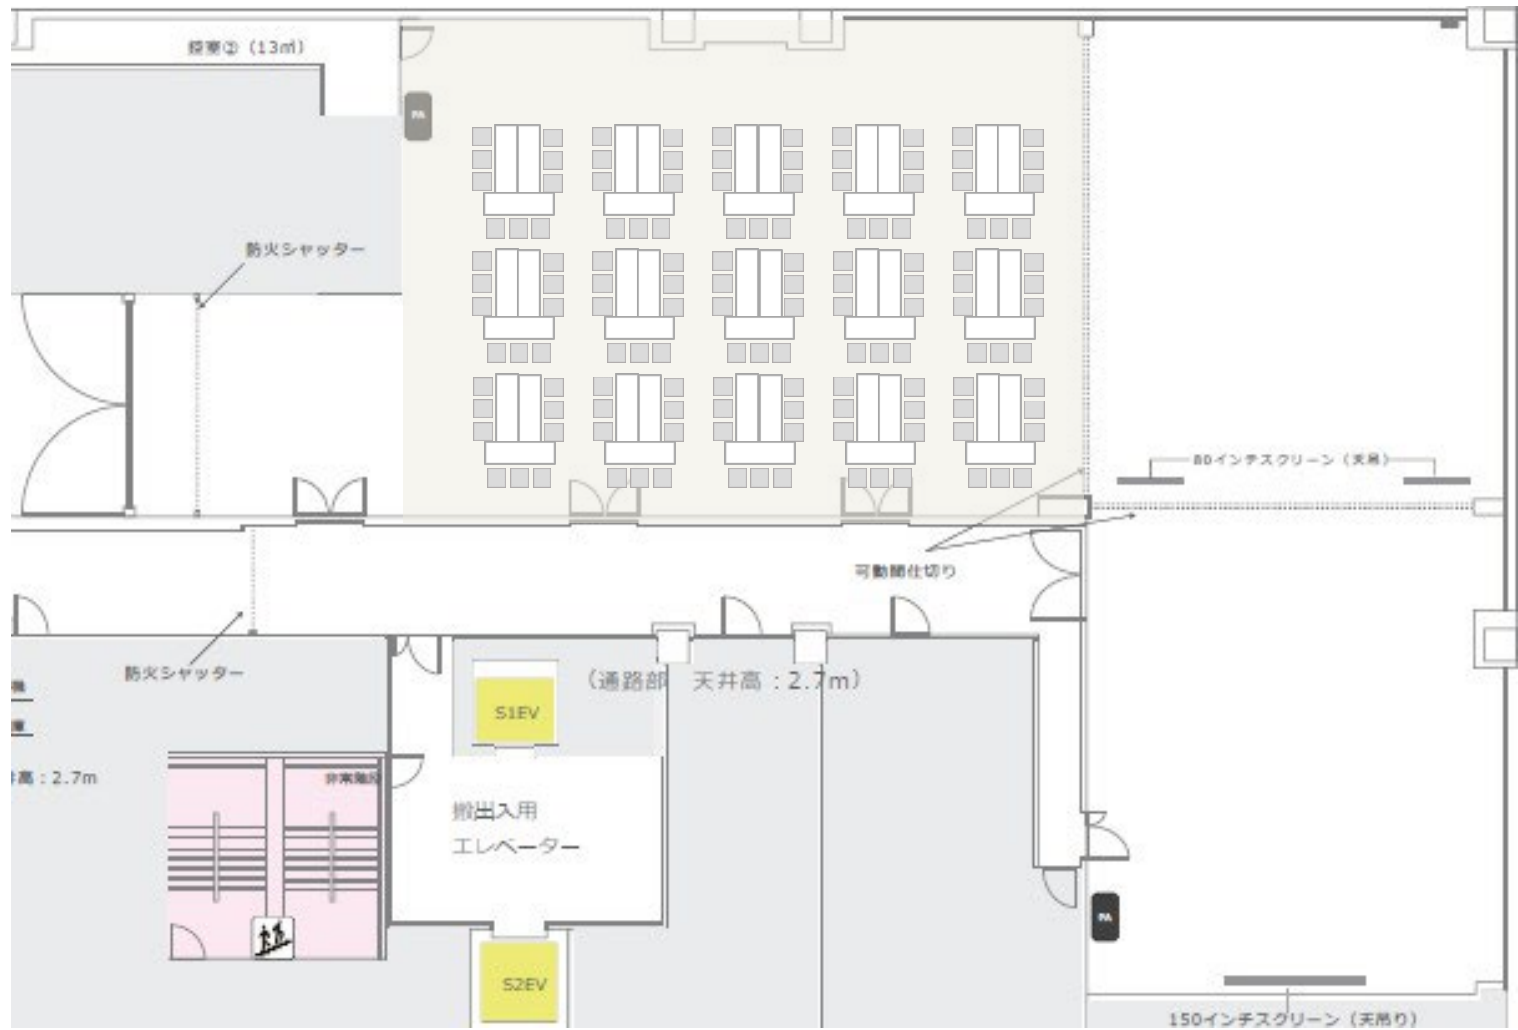 控室②（13㎡）
PA
防火シャッター
80インチスクリーン（天吊）
可動間仕切り
防火シャッター
（通路部　天井高：2.7m）
S1EV
井高：2.7m
非常階段
搬出入用
エレベーター
PA
S2EV
150インチスクリーン（天吊り）